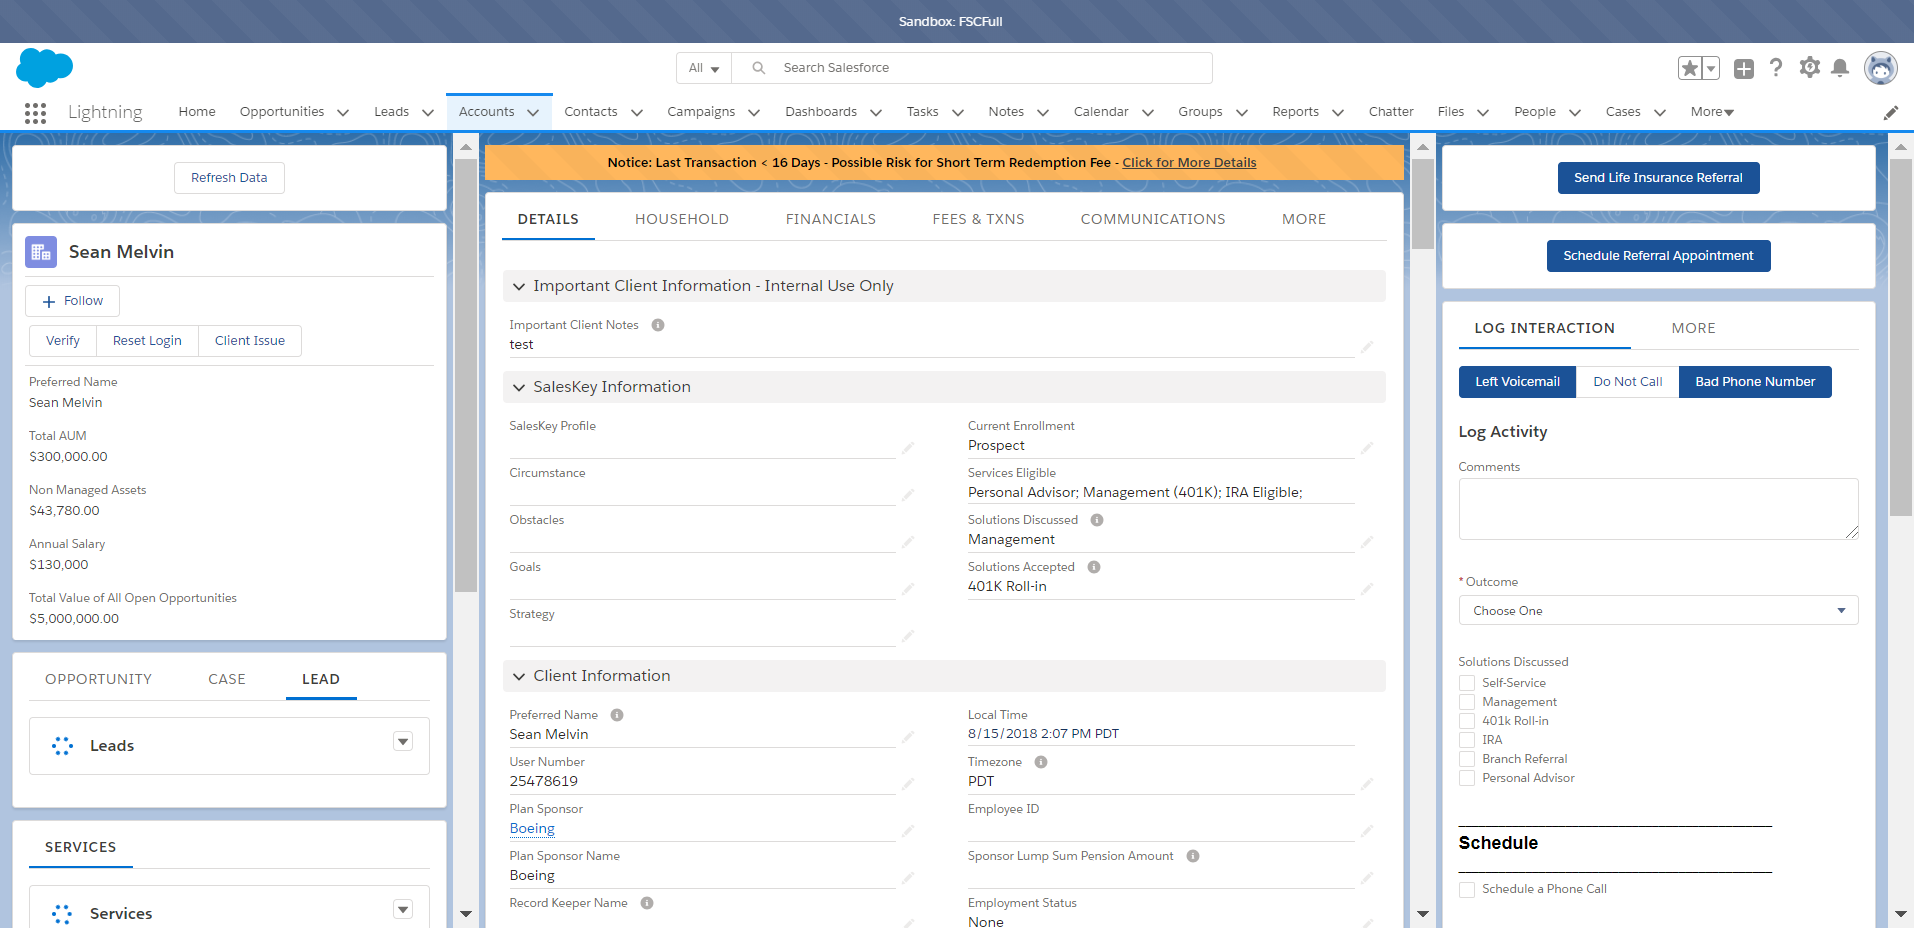 Sandbox: FSCFull
All
Search Salesforce
Lightning
Home
Opportunities
Leads
Accounts
Contacts
Campaigns
Dashboards
Tasks
Notes
Calendar
Groups
Reports
Chatter
Files
People
Cases
More
Refresh Data
Sean Melvin
Follow
Verify
Reset Login
Client Issue
Preferred Name
Sean Melvin
Total AUM
$300,000.00
Non Managed Assets
$43,780.00
Annual Salary
$130,000
Total Value of All Open Opportunities
$5,000,000.00
OPPORTUNITY
CASE
LEAD
Leads
SERVICES
Services
Notice: Last Transaction < 16 Days - Possible Risk for Short Term Redemption Fee - Click for More Details
DETAILS
HOUSEHOLD
FINANCIALS
FEES & TXNS
COMMUNICATIONS
MORE
Important Client Information - Internal Use Only
Important Client Notes
test
SalesKey Information
SalesKey Profile
Circumstance
Obstacles
Goals
Strategy
Current Enrollment
Prospect
Services Eligible
Personal Advisor; Management (401K); IRA Eligible;
Solutions Discussed
Management
Solutions Accepted
401K Roll-in
Client Information
Preferred Name
Sean Melvin
User Number
25478619
Plan Sponsor
Boeing
Plan Sponsor Name
Boeing
Record Keeper Name
Local Time
8/15/2018 2:07 PM PDT
Timezone
PDT
Employee ID
Sponsor Lump Sum Pension Amount
Employment Status
None
Send Life Insurance Referral
Schedule Referral Appointment
LOG INTERACTION
MORE
Left Voicemail
Do Not Call
Bad Phone Number
Log Activity
Comments
*Outcome
Choose One
Solutions Discussed
Self-Service
Management
401k Roll-in
IRA
Branch Referral
Personal Advisor
Schedule
Schedule a Phone Call